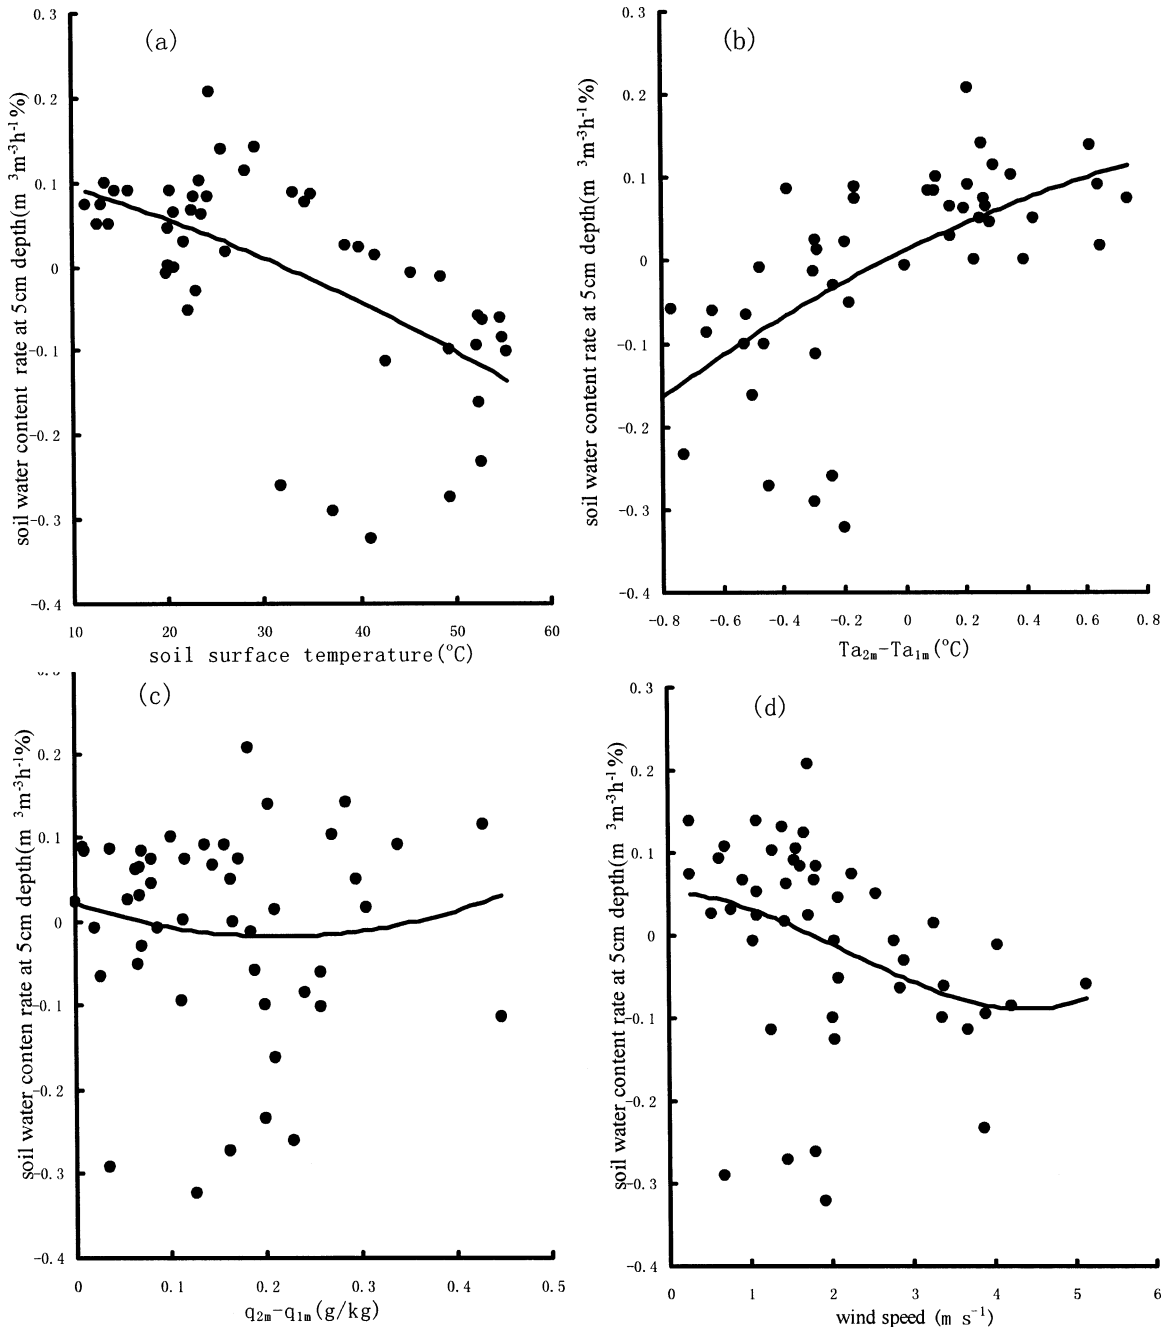 (a)
soil water content rate at 5cm depth(m ³m⁻³h⁻¹%)
0.3
0.2
0.1
0
-0.1
-0.2
-0.3
-0.4
10 20 30 40 50 60
soil surface temperature(°C)
(b)
soil water content rate at 5cm depth(m ³m⁻³h⁻¹%)
0.3
0.2
0.1
0
-0.1
-0.2
-0.3
-0.4
-0.8 -0.6 -0.4 -0.2 0 0.2 0.4 0.6 0.8
Ta₂ₘ-Ta₁ₘ(°C)
(c)
soil water conten rate at 5cm depth(m ³m⁻³h⁻¹%)
0.2
0.1
0
-0.1
-0.2
-0.3
-0.4
0 0.1 0.2 0.3 0.4 0.5
q₂ₘ-q₁ₘ(g/kg)
(d)
soil water content rate at 5cm depth(m ³m⁻³h⁻¹%)
0.3
0.2
0.1
0
-0.1
-0.2
-0.3
-0.4
0 1 2 3 4 5 6
wind speed (m s⁻¹)